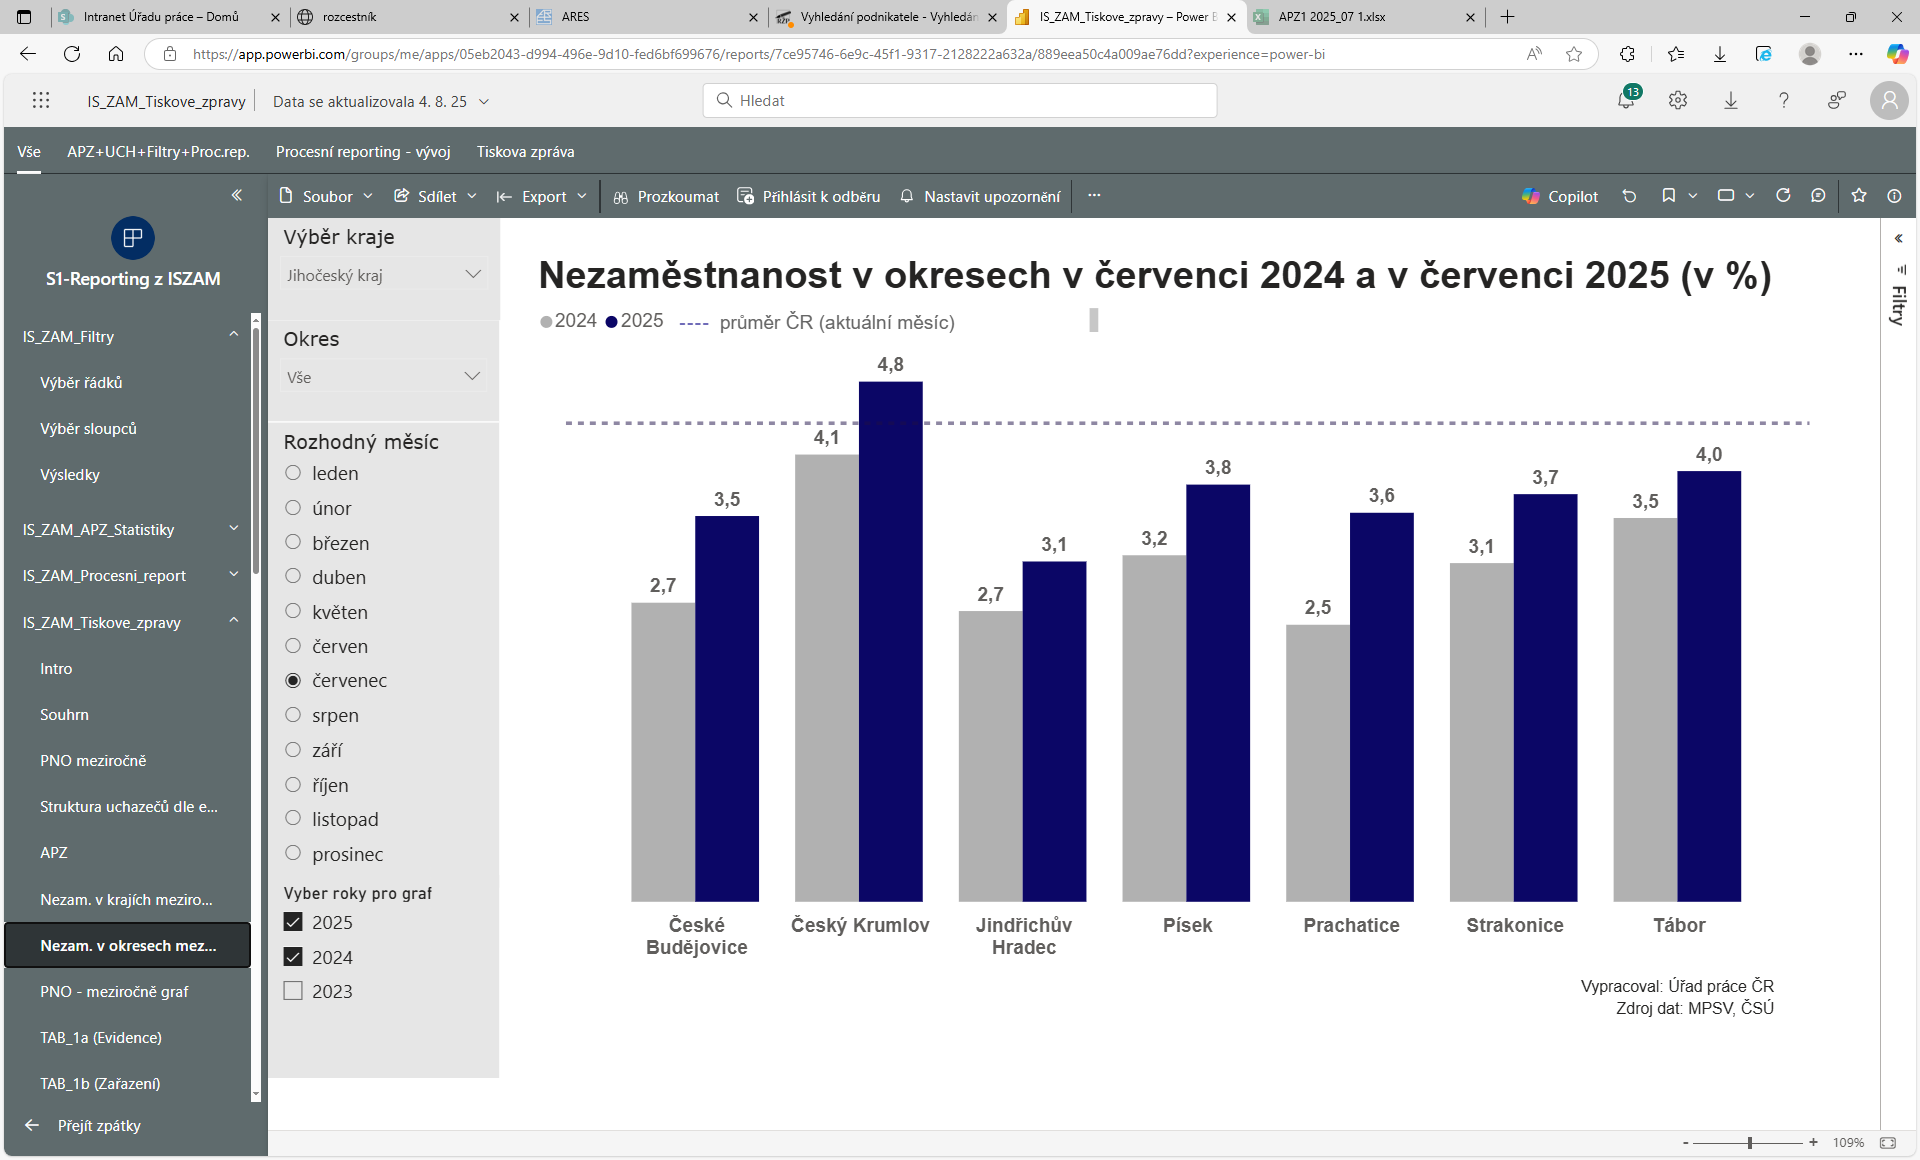 Intranet Úřadu práce – Domů
rozcestník
ARES
Vyhledání podnikatele - Vyhledán
IS_ZAM_Tiskove_zpravy – Power B
APZ1 2025_07 1.xlsx
https://app.powerbi.com/groups/me/apps/05eb2043-d994-496e-9d10-fed6bf699676/reports/7ce95746-6e9c-45f1-9317-2128222a632a/889eea50c4a009ae76dd?experience=power-bi
IS_ZAM_Tiskove_zpravy
Data se aktualizovala 4. 8. 25
Hledat
13
Vše
APZ+UCH+Filtry+Proc.rep.
Procesní reporting - vývoj
Tiskova zpráva
Soubor
Sdílet
Export
Prozkoumat
Přihlásit k odběru
Nastavit upozornění
Copilot
S1-Reporting z ISZAM
IS_ZAM_Filtry
Výběr řádků
Výběr sloupců
Výsledky
IS_ZAM_APZ_Statistiky
IS_ZAM_Procesni_report
IS_ZAM_Tiskove_zpravy
Intro
Souhrn
PNO meziročně
Struktura uchazečů dle e...
APZ
Nezam. v krajích meziro...
Nezam. v okresech mez...
PNO - meziročně graf
TAB_1a (Evidence)
TAB_1b (Zařazení)
Přejít zpátky
Výběr kraje
Jihočeský kraj
Okres
Vše
Rozhodný měsíc
leden
únor
březen
duben
květen
červen
červenec
srpen
září
říjen
listopad
prosinec
Vyber roky pro graf
2025
2024
2023
Nezaměstnanost v okresech v červenci 2024 a v červenci 2025 (v %)
2024 2025 ---- průměr ČR (aktuální měsíc)
2,7
3,5
4,1
4,8
2,7
3,1
3,2
3,8
2,5
3,6
3,1
3,7
3,5
4,0
České
Budějovice
Český Krumlov
Jindřichův
Hradec
Písek
Prachatice
Strakonice
Tábor
Vypracoval: Úřad práce ČR
Zdroj dat: MPSV, ČSÚ
Filtry
- + 109%